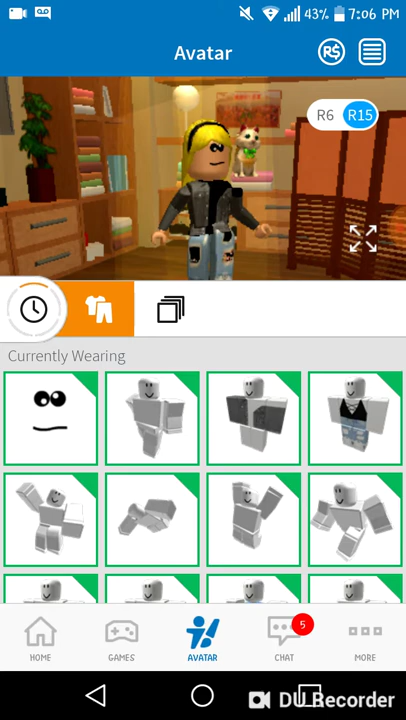 43% 7:06 PM
Avatar
R$
R6 R15
Currently Wearing
5
HOME GAMES AVATAR CHAT MORE
DU Recorder